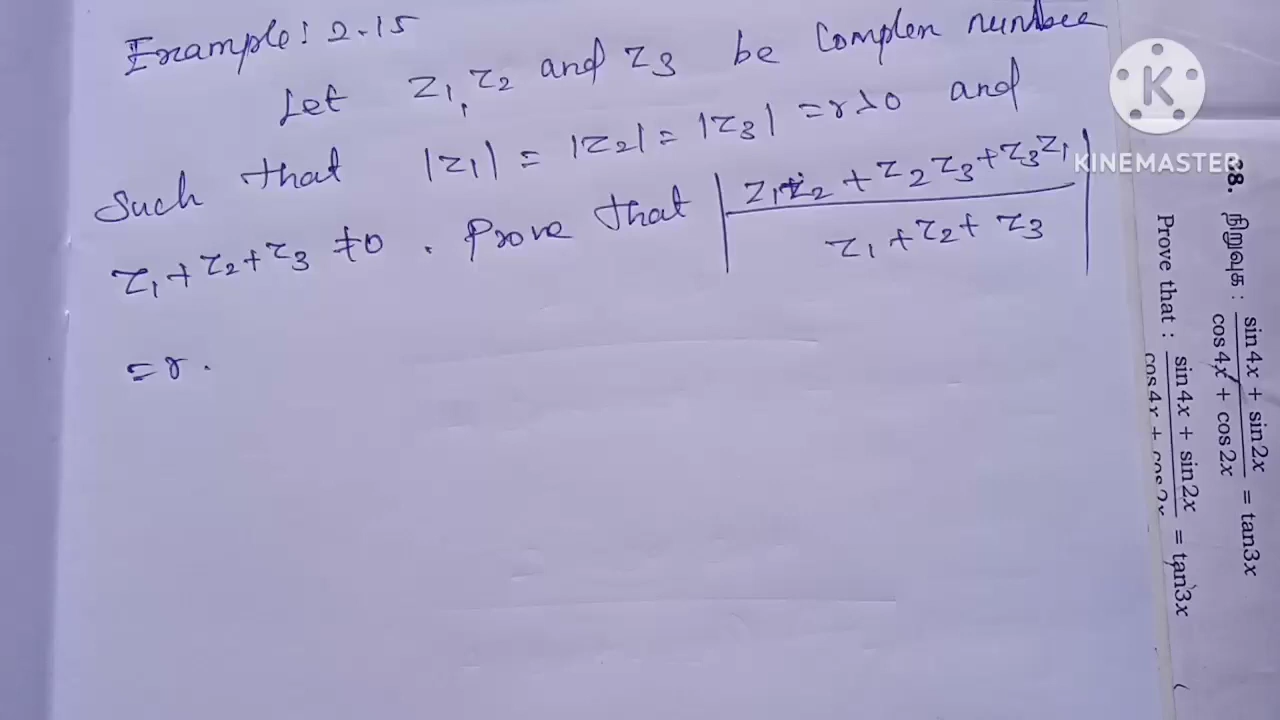 Example: 2.15
Let z1, z2 and z3 be Complex number
Such that |z1| = |z2| = |z3| = r > 0 and
z1 + z2 + z3 ≠ 0 . Prove that | (z1z2 + z2z3 + z3z1) / (z1 + z2 + z3) |
= r .
K
KINEMASTER
38. நிறுவுக : (sin4x + sin2x) / (cos4x + cos2x) = tan3x
Prove that : (sin4x + sin2x) / (cos4x + cos2x) = tan3x